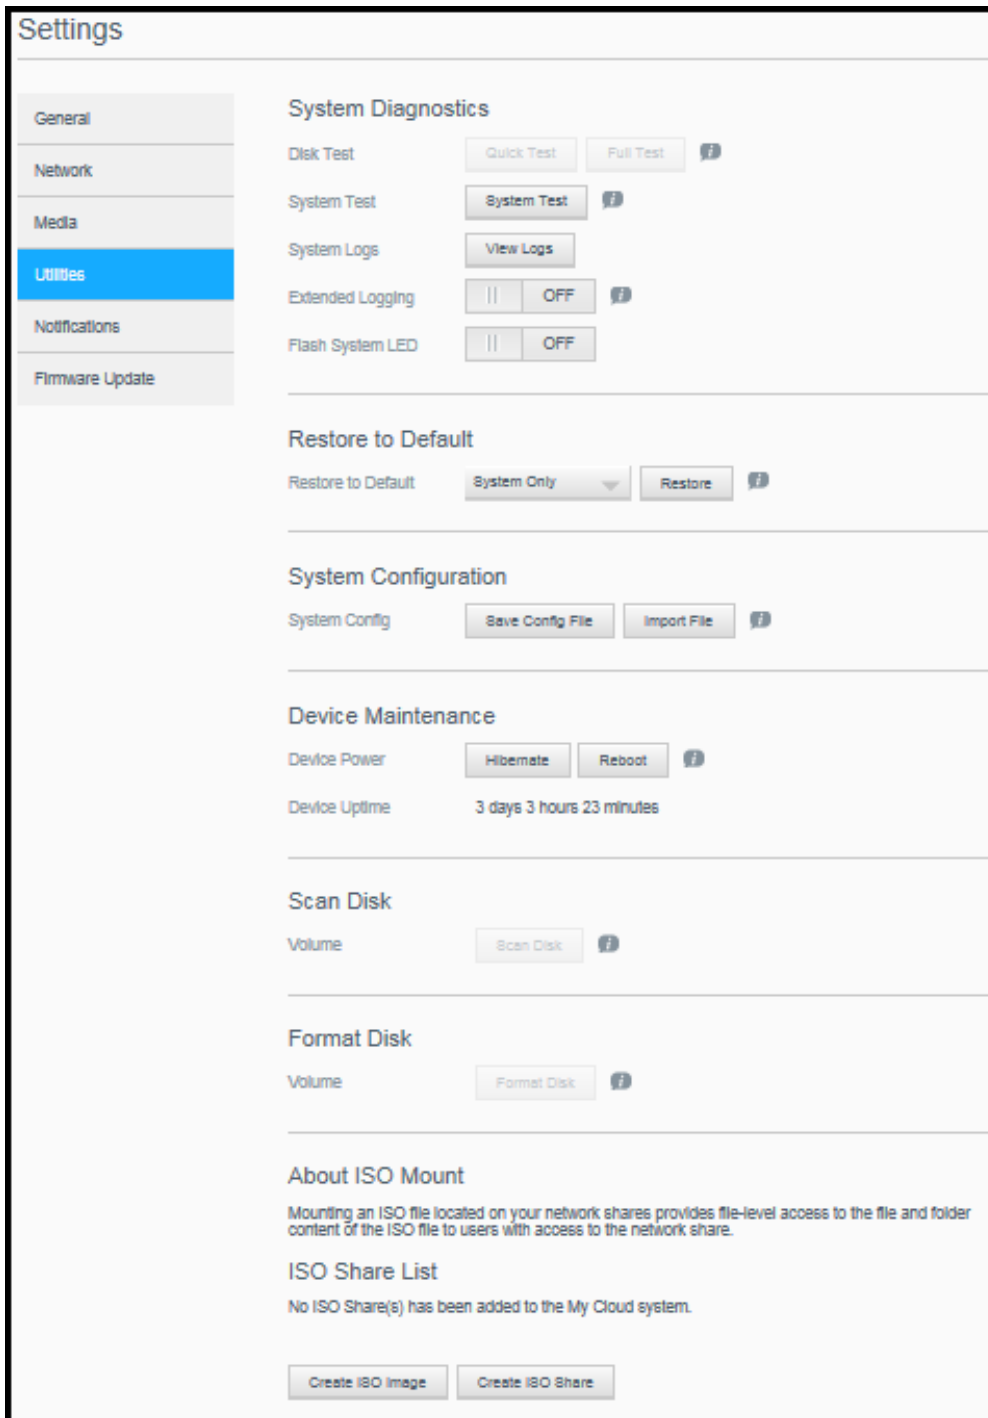 Settings
General
Network
Media
Utilities
Notifications
Firmware Update
System Diagnostics
Disk Test Quick Test Full Test i
System Test System Test i
System Logs View Logs
Extended Logging OFF i
Flash System LED OFF
Restore to Default
Restore to Default System Only Restore i
System Configuration
System Config Save Config File Import File i
Device Maintenance
Device Power Hibernate Reboot i
Device Uptime 3 days 3 hours 23 minutes
Scan Disk
Volume Scan Disk i
Format Disk
Volume Format Disk i
About ISO Mount
Mounting an ISO file located on your network shares provides file-level access to the file and folder
content of the ISO file to users with access to the network share.
ISO Share List
No ISO Share(s) has been added to the My Cloud system.
Create ISO Image Create ISO Share